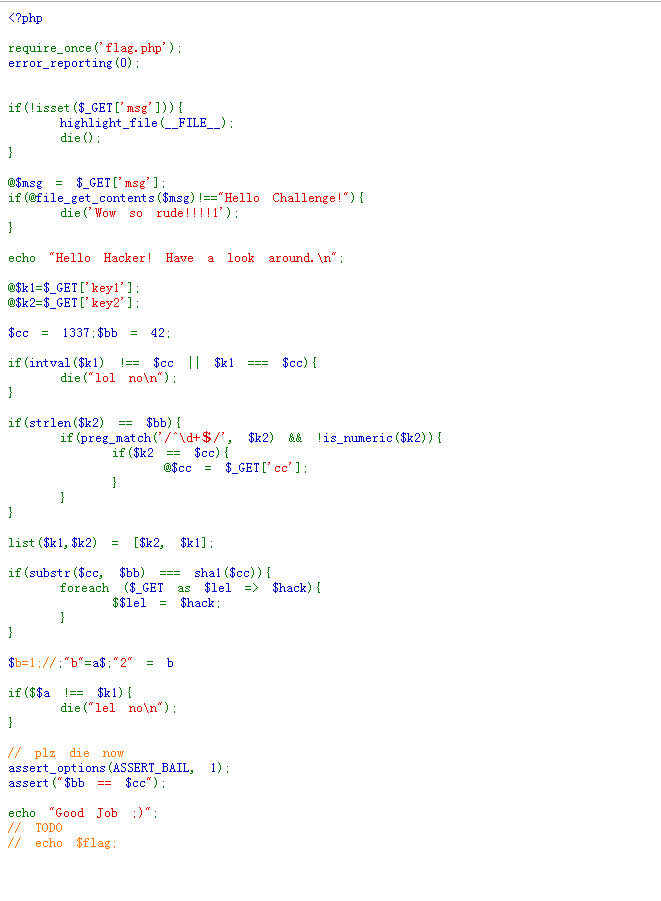 <?php
require_once('flag.php');
error_reporting(0);
if(!isset($_GET['msg'])){
highlight_file(__FILE__);
die();
}
@$msg = $_GET['msg'];
if(@file_get_contents($msg)!=="Hello Challenge!"){
die('Wow so rude!!!!1');
}
echo "Hello Hacker! Have a look around.\n";
@$k1=$_GET['key1'];
@$k2=$_GET['key2'];
$cc = 1337;$bb = 42;
if(intval($k1) !== $cc || $k1 === $cc){
die("lol no\n");
}
if(strlen($k2) == $bb){
if(preg_match('/^\d+$/', $k2) && !is_numeric($k2)){
if($k2 == $cc){
@$cc = $_GET['cc'];
}
}
}
list($k1,$k2) = [$k2, $k1];
if(substr($cc, $bb) === sha1($cc)){
foreach ($_GET as $lel => $hack){
$$lel = $hack;
}
}
$b=1;//;"b"=a$;"2" = b
if($$a !== $k1){
die("lel no\n");
}
// plz die now
assert_options(ASSERT_BAIL, 1);
assert("$bb == $cc");
echo "Good Job ;)";
// TODO
// echo $flag;